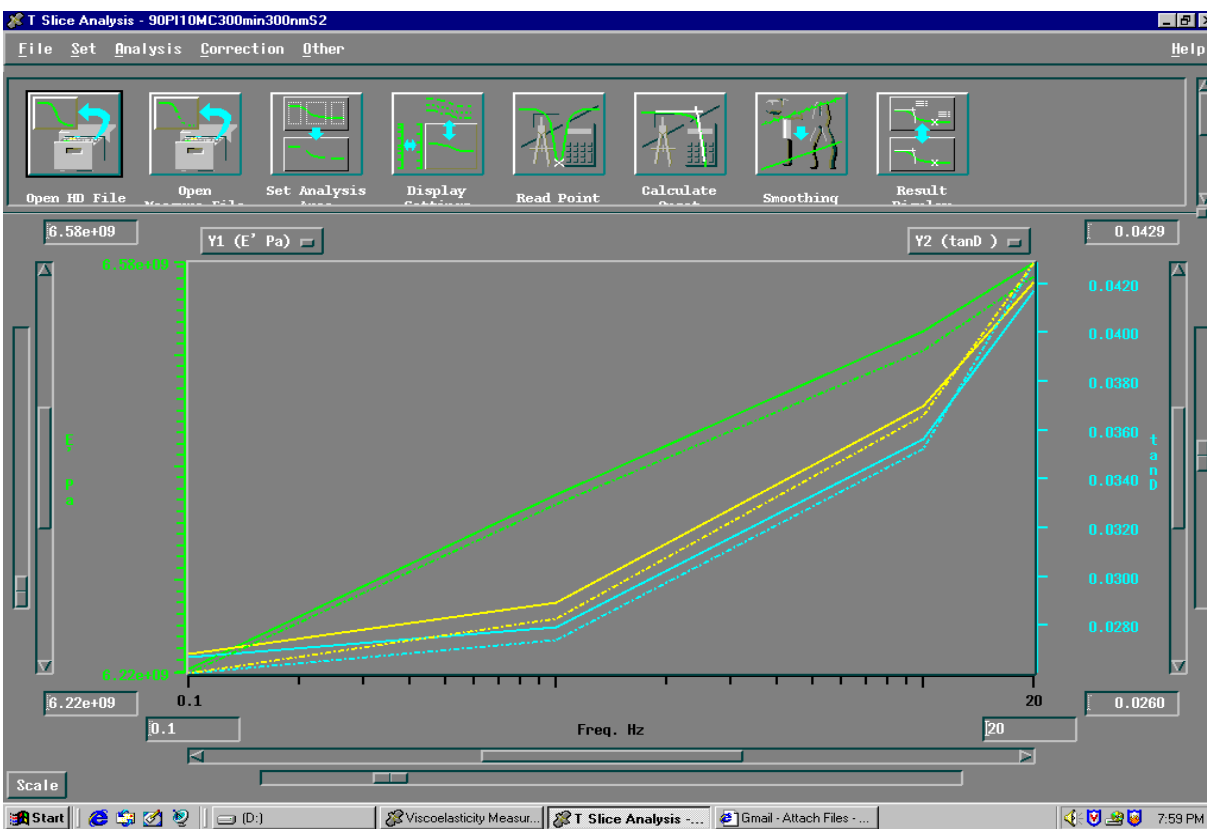 T Slice Analysis - 90PI10MC300min300nmS2
File Set Analysis Correction Other Help
Open HD File
Open
Set Analysis
Display
Read Point
Calculate
Smoothing
Result
6.58e+09
Y1 (E' Pa)
Y2 (tanD )
0.0429
6.58e+09
0.0420
0.0400
0.0380
0.0360
0.0340
0.0320
0.0300
0.0280
E' Pa
tanD
6.22e+09
6.22e+09
0.1
20
0.0260
0.1
Freq. Hz
20
Scale
Start
(D:)
Viscoelasticity Measur...
T Slice Analysis -...
Gmail - Attach Files - ...
7:59 PM